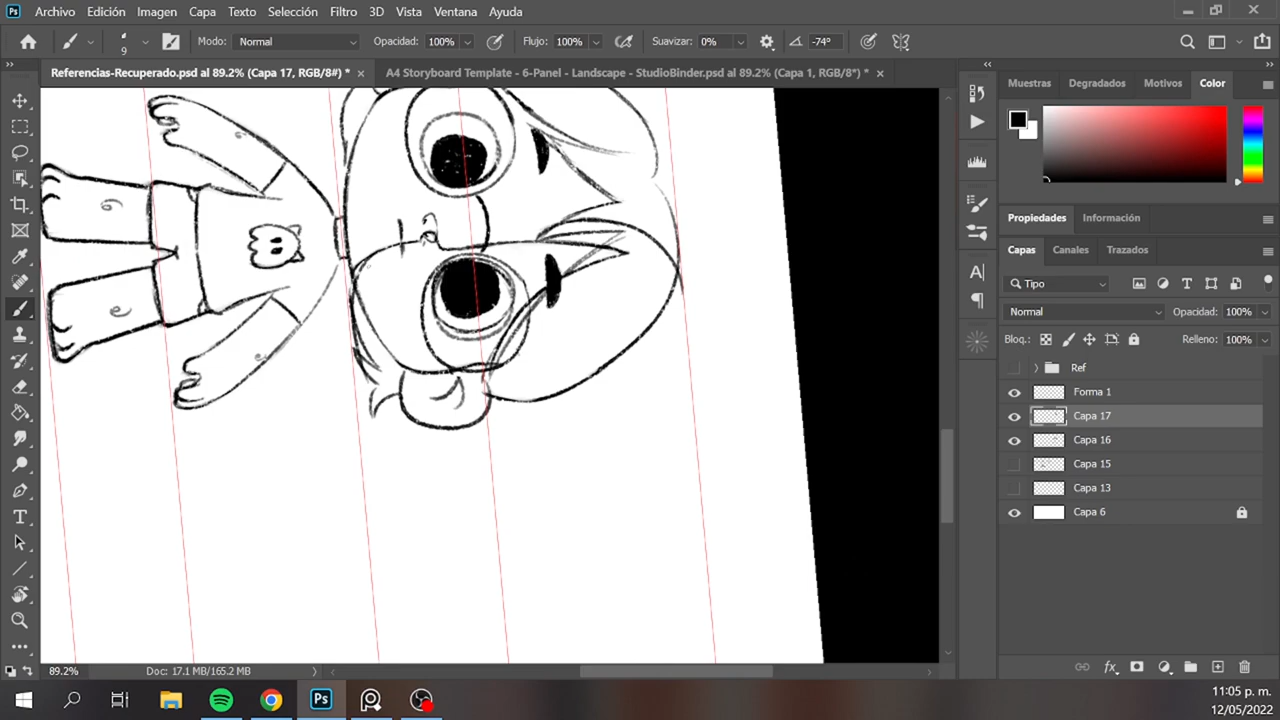 Ps Archivo Edición Imagen Capa Texto Selección Filtro 3D Vista Ventana Ayuda
9 Modo: Normal Opacidad: 100% Flujo: 100% Suavizar: 0% -74°
Referencias-Recuperado.psd al 89.2% (Capa 17, RGB/8#) * A4 Storyboard Template - 6-Panel - Landscape - StudioBinder.psd al 89.2% (Capa 1, RGB/8*) *
Muestras Degradados Motivos Color
Propiedades Información
Capas Canales Trazados
Tipo
Normal Opacidad: 100%
Bloq.: Relleno: 100%
Ref
Forma 1
Capa 17
Capa 16
Capa 15
Capa 13
Capa 6
89.2% Doc: 17.1 MB/165.2 MB
Ps
11:05 p. m.
12/05/2022